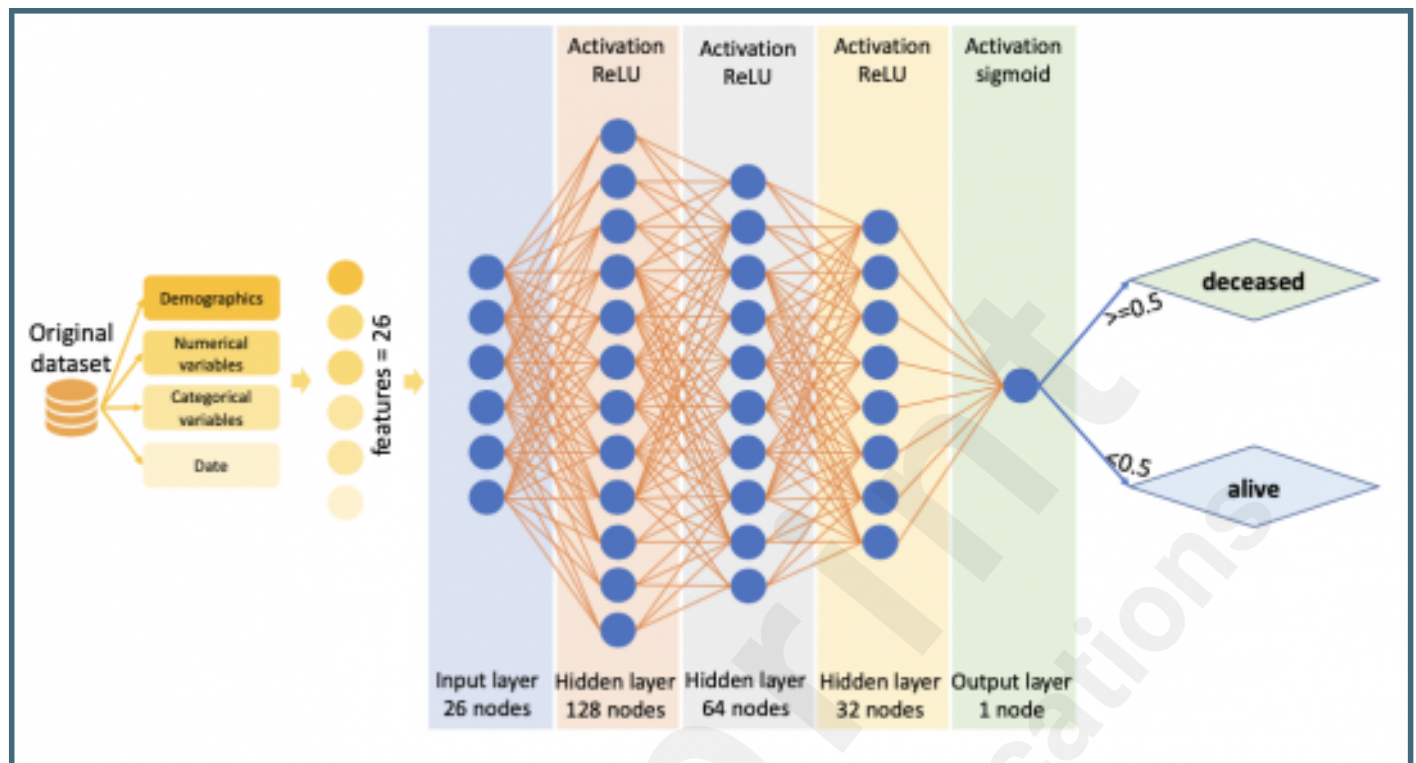 Activation
ReLU
Activation
ReLU
Activation
ReLU
Activation
sigmoid
Original
dataset
Demographics
Numerical
variables
Categorical
variables
Date
features = 26
>=0.5
deceased
<0.5
alive
Input layer
26 nodes
Hidden layer
128 nodes
Hidden layer
64 nodes
Hidden layer
32 nodes
Output layer
1 node